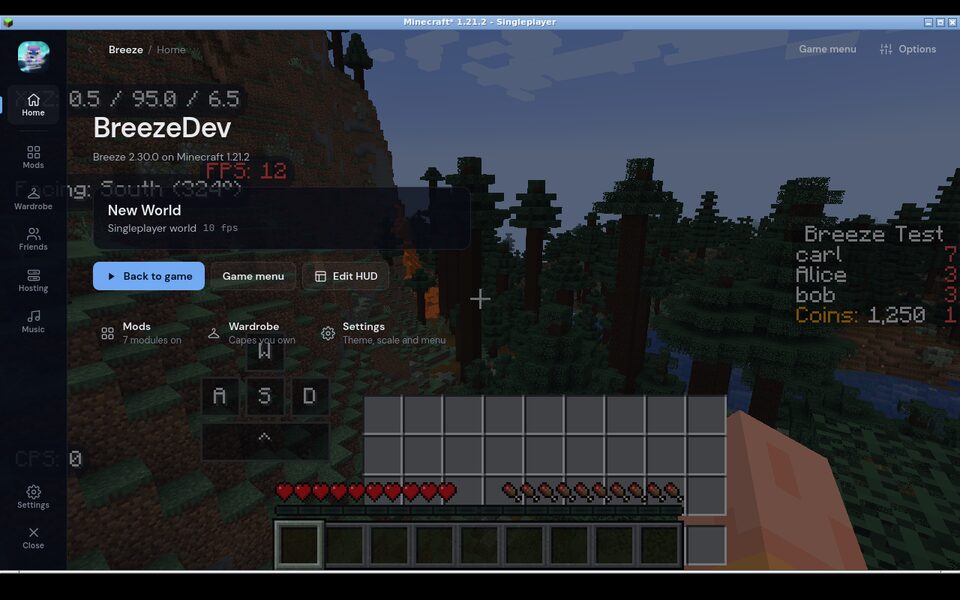 Minecraft* 1.21.2 - Singleplayer
Breeze / Home
Game menu
Options
Home
XYZ: 0.5 / 95.0 / 6.5
BreezeDev
Breeze 2.30.0 on Minecraft 1.21.2
FPS: 12
Mods
Facing: South (324°)
Wardrobe
New World
Singleplayer world 10 fps
Friends
Breeze Test
carl 7
Alice 3
bob 3
Coins: 1,250 1
Hosting
Back to game
Game menu
Edit HUD
Music
Mods
7 modules on
Wardrobe
Capes you own
Settings
Theme, scale and menu
W
A
S
D
^
CPS: 0
Settings
Close